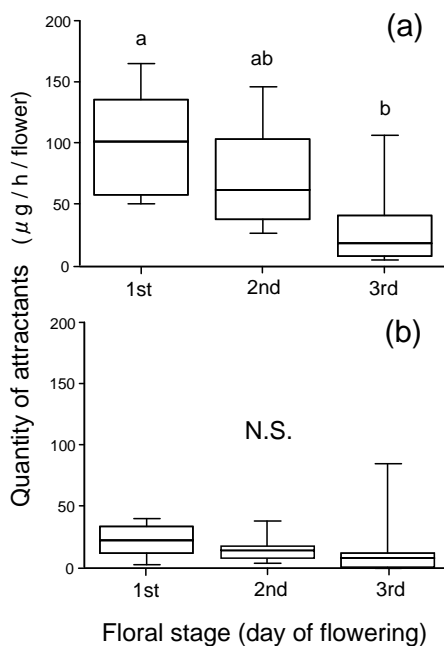 (a)
200
150
100
50
0
a
ab
b
1st 2nd 3rd
(b)
200
150
100
50
0
N.S.
1st 2nd 3rd
Quantity of attractants (μg / h / flower)
Floral stage (day of flowering)